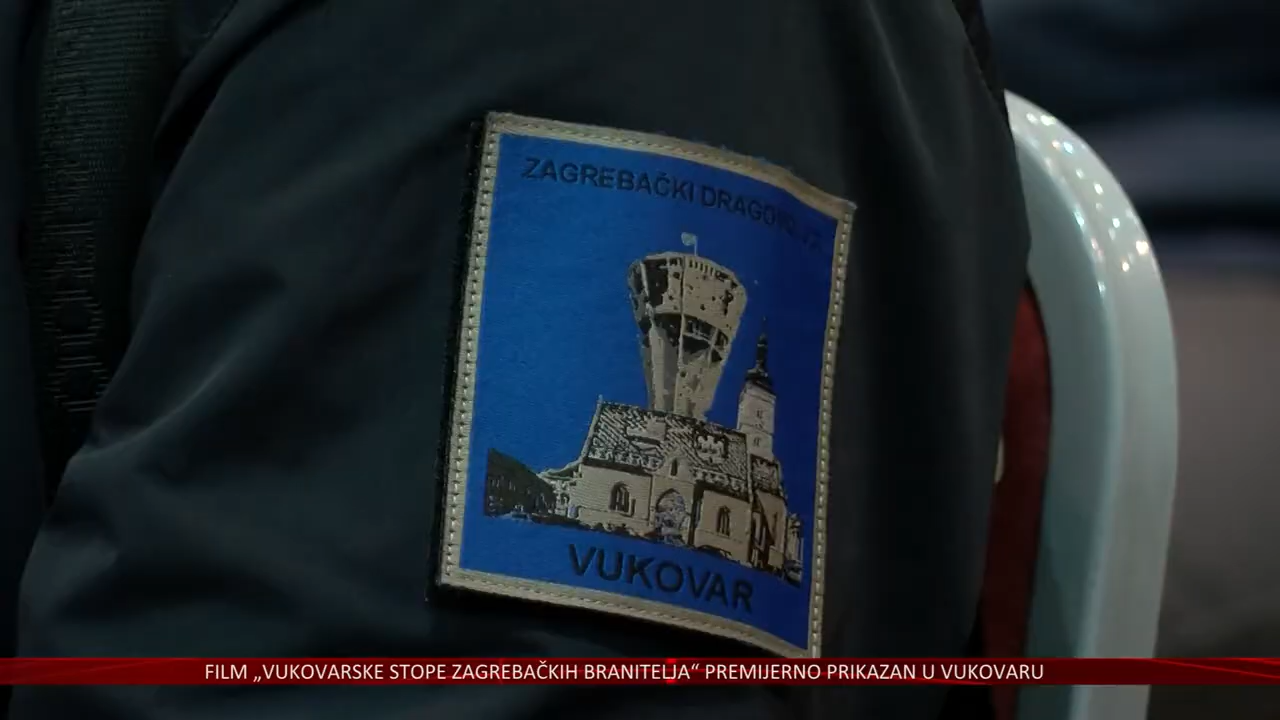 ZAGREBAČKI
VUKOVAR
FILM „VUKOVARSKE STOPE ZAGREBAČKIH BRANITELJA“ PREMIJERNO PRIKAZAN U VUKOVARU